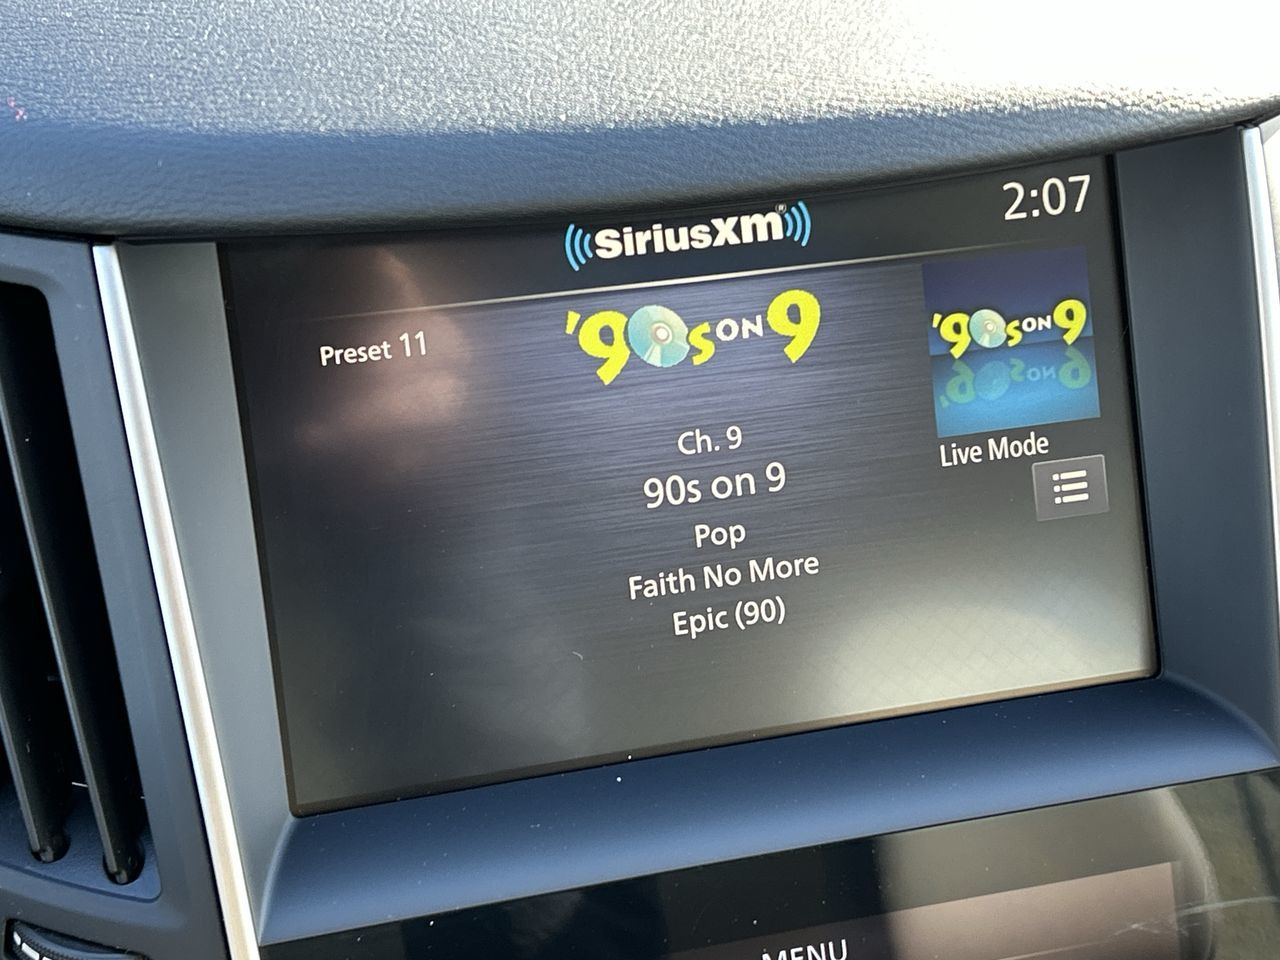 SiriusXM®
2:07
Preset 11
'90s ON 9
'90s ON 9
Live Mode
Ch. 9
90s on 9
Pop
Faith No More
Epic (90)
MENU